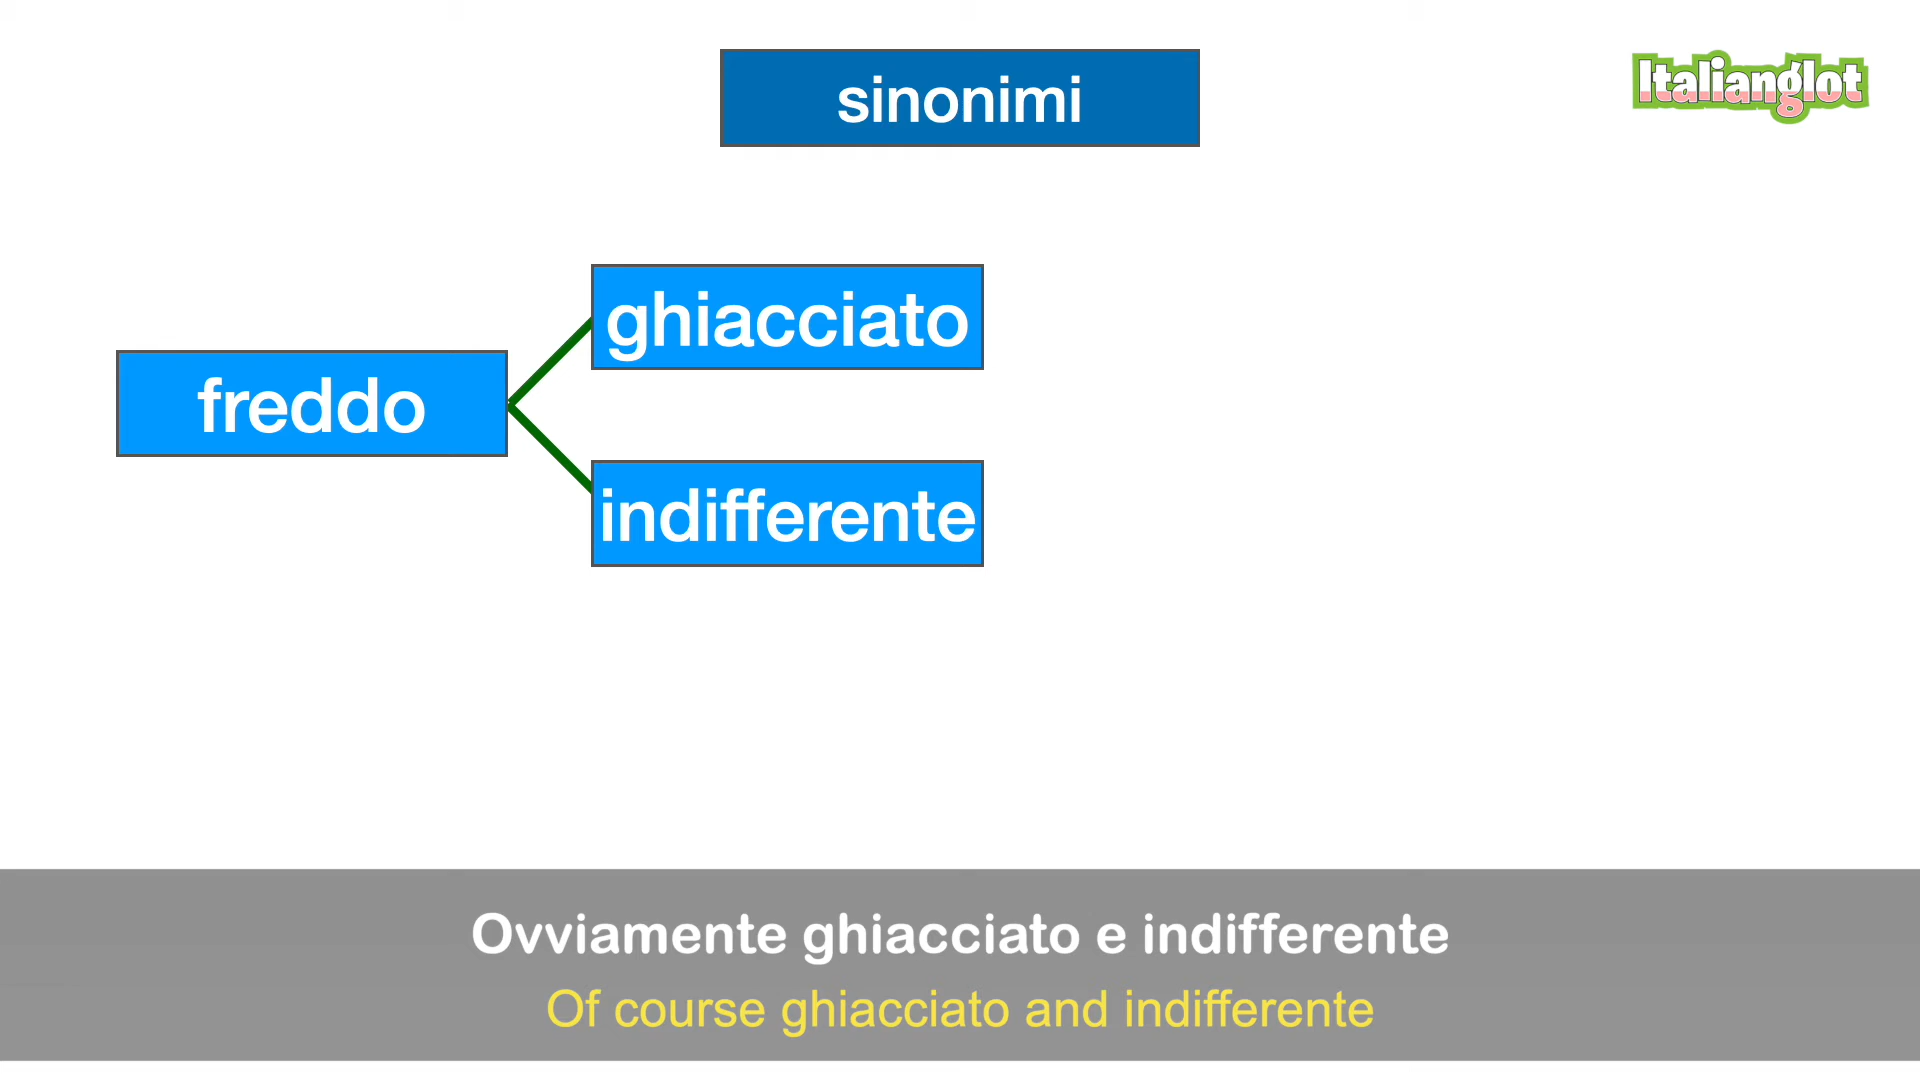 sinonimi
Italianglot
ghiacciato
freddo
indifferente
Ovviamente ghiacciato e indifferente
Of course ghiacciato and indifferente